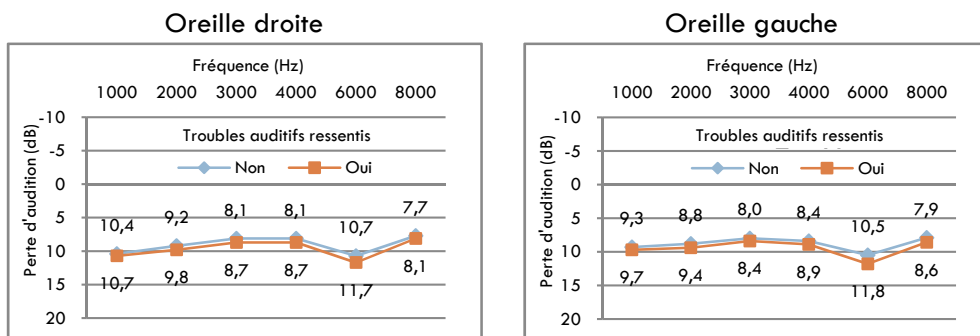 Oreille droite
Fréquence (Hz)
1000 2000 3000 4000 6000 8000
Perte d'audition (dB)
-10
-5
0
5
10
15
20
Troubles auditifs ressentis
Non Oui
10,4 9,2 8,1 8,1 10,7 7,7
10,7 9,8 8,7 8,7 11,7 8,1
Oreille gauche
Fréquence (Hz)
1000 2000 3000 4000 6000 8000
Perte d'audition (dB)
-10
-5
0
5
10
15
20
Troubles auditifs ressentis
Non Oui
9,3 8,8 8,0 8,4 10,5 7,9
9,7 9,4 8,4 8,9 11,8 8,6